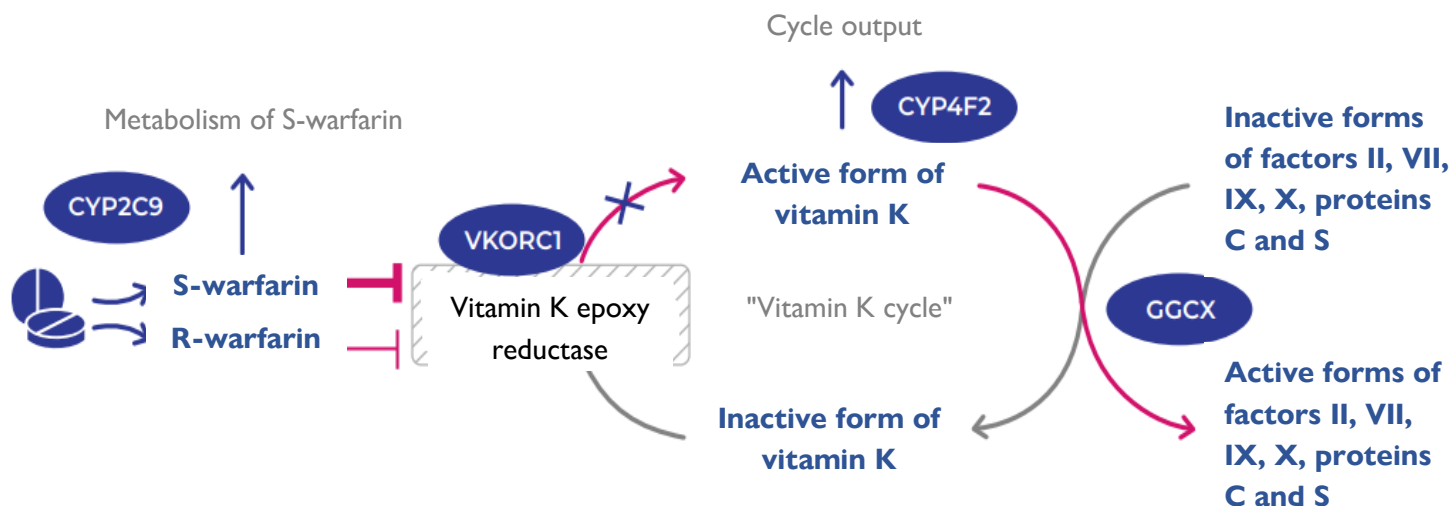 Cycle output
CYP4F2
Metabolism of S-warfarin
CYP2C9
Active form of
vitamin K
Inactive forms
of factors II, VII,
IX, X, proteins
C and S
VKORC1
S-warfarin
R-warfarin
Vitamin K epoxy
reductase
"Vitamin K cycle"
GGCX
Inactive form of
vitamin K
Active forms of
factors II, VII,
IX, X, proteins
C and S